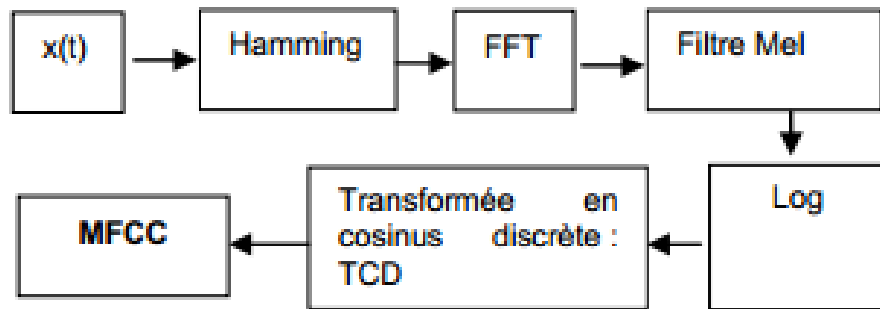 x(t)
Hamming
FFT
Filtre Mel
Log
Transformée en
cosinus discrète :
TCD
MFCC